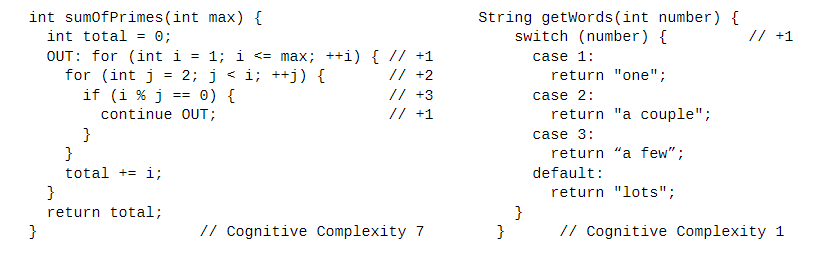 int sumOfPrimes(int max) {
int total = 0;
OUT: for (int i = 1; i <= max; ++i) { // +1
for (int j = 2; j < i; ++j) { // +2
if (i % j == 0) { // +3
continue OUT; // +1
}
}
total += i;
}
return total;
} // Cognitive Complexity 7
String getWords(int number) {
switch (number) { // +1
case 1:
return "one";
case 2:
return "a couple";
case 3:
return “a few”;
default:
return "lots";
}
} // Cognitive Complexity 1